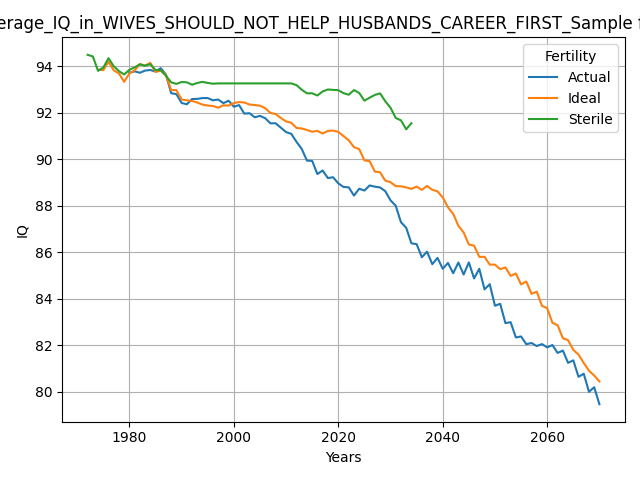 erage_IQ_in_WIVES_SHOULD_NOT_HELP_HUSBANDS_CAREER_FIRST_Sample
Fertility
Actual
Ideal
Sterile
IQ
94
92
90
88
86
84
82
80
1980
2000
2020
2040
2060
Years